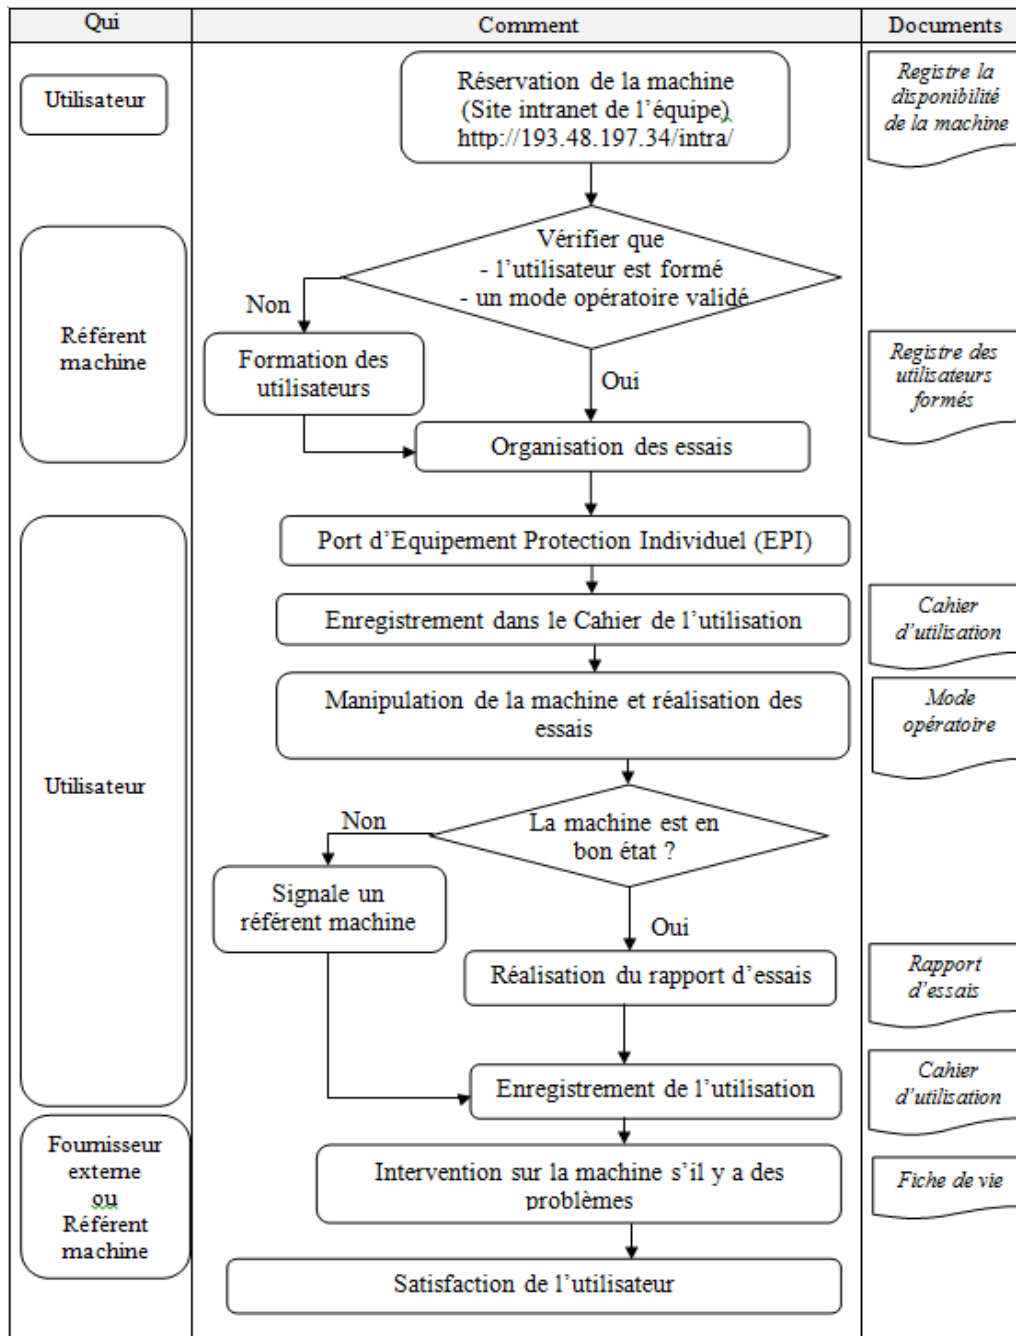 Qui
Comment
Documents
Utilisateur
Réservation de la machine
(Site intranet de l'équipe)
http://193.48.197.34/intra/
Registre la
disponibilité
de la machine
Vérifier que
- l'utilisateur est formé
- un mode opératoire validé
Non
Référent
machine
Formation des
utilisateurs
Oui
Registre des
utilisateurs
formés
Organisation des essais
Port d'Equipement Protection Individuel (EPI)
Enregistrement dans le Cahier de l'utilisation
Cahier
d'utilisation
Manipulation de la machine et réalisation des
essais
Mode
opératoire
Utilisateur
La machine est en
bon état ?
Non
Signale un
référent machine
Oui
Réalisation du rapport d'essais
Rapport
d'essais
Enregistrement de l'utilisation
Cahier
d'utilisation
Fournisseur
externe
ou
Référent
machine
Intervention sur la machine s'il y a des
problèmes
Fiche de vie
Satisfaction de l'utilisateur